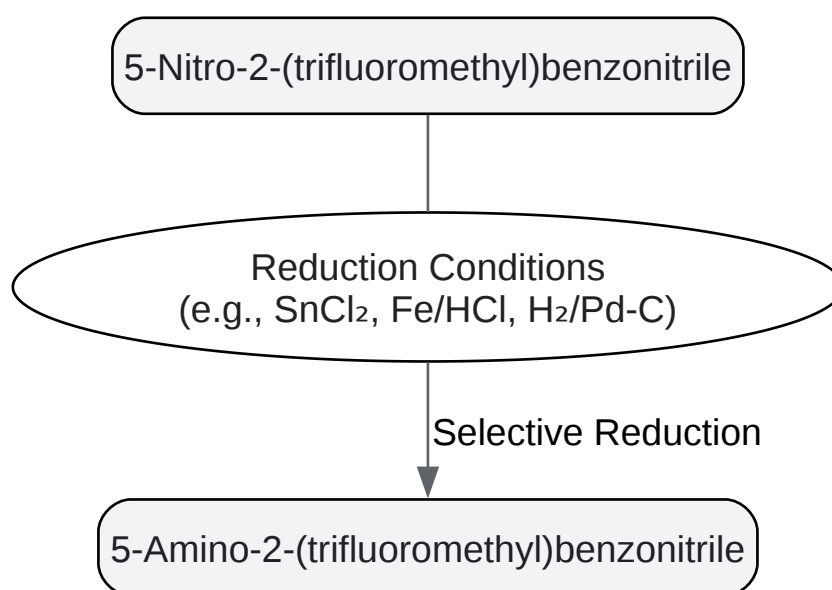 5-Nitro-2-(trifluoromethyl)benzonitrile
Reduction Conditions
(e.g., SnCl₂, Fe/HCl, H₂/Pd-C)
Selective Reduction
5-Amino-2-(trifluoromethyl)benzonitrile